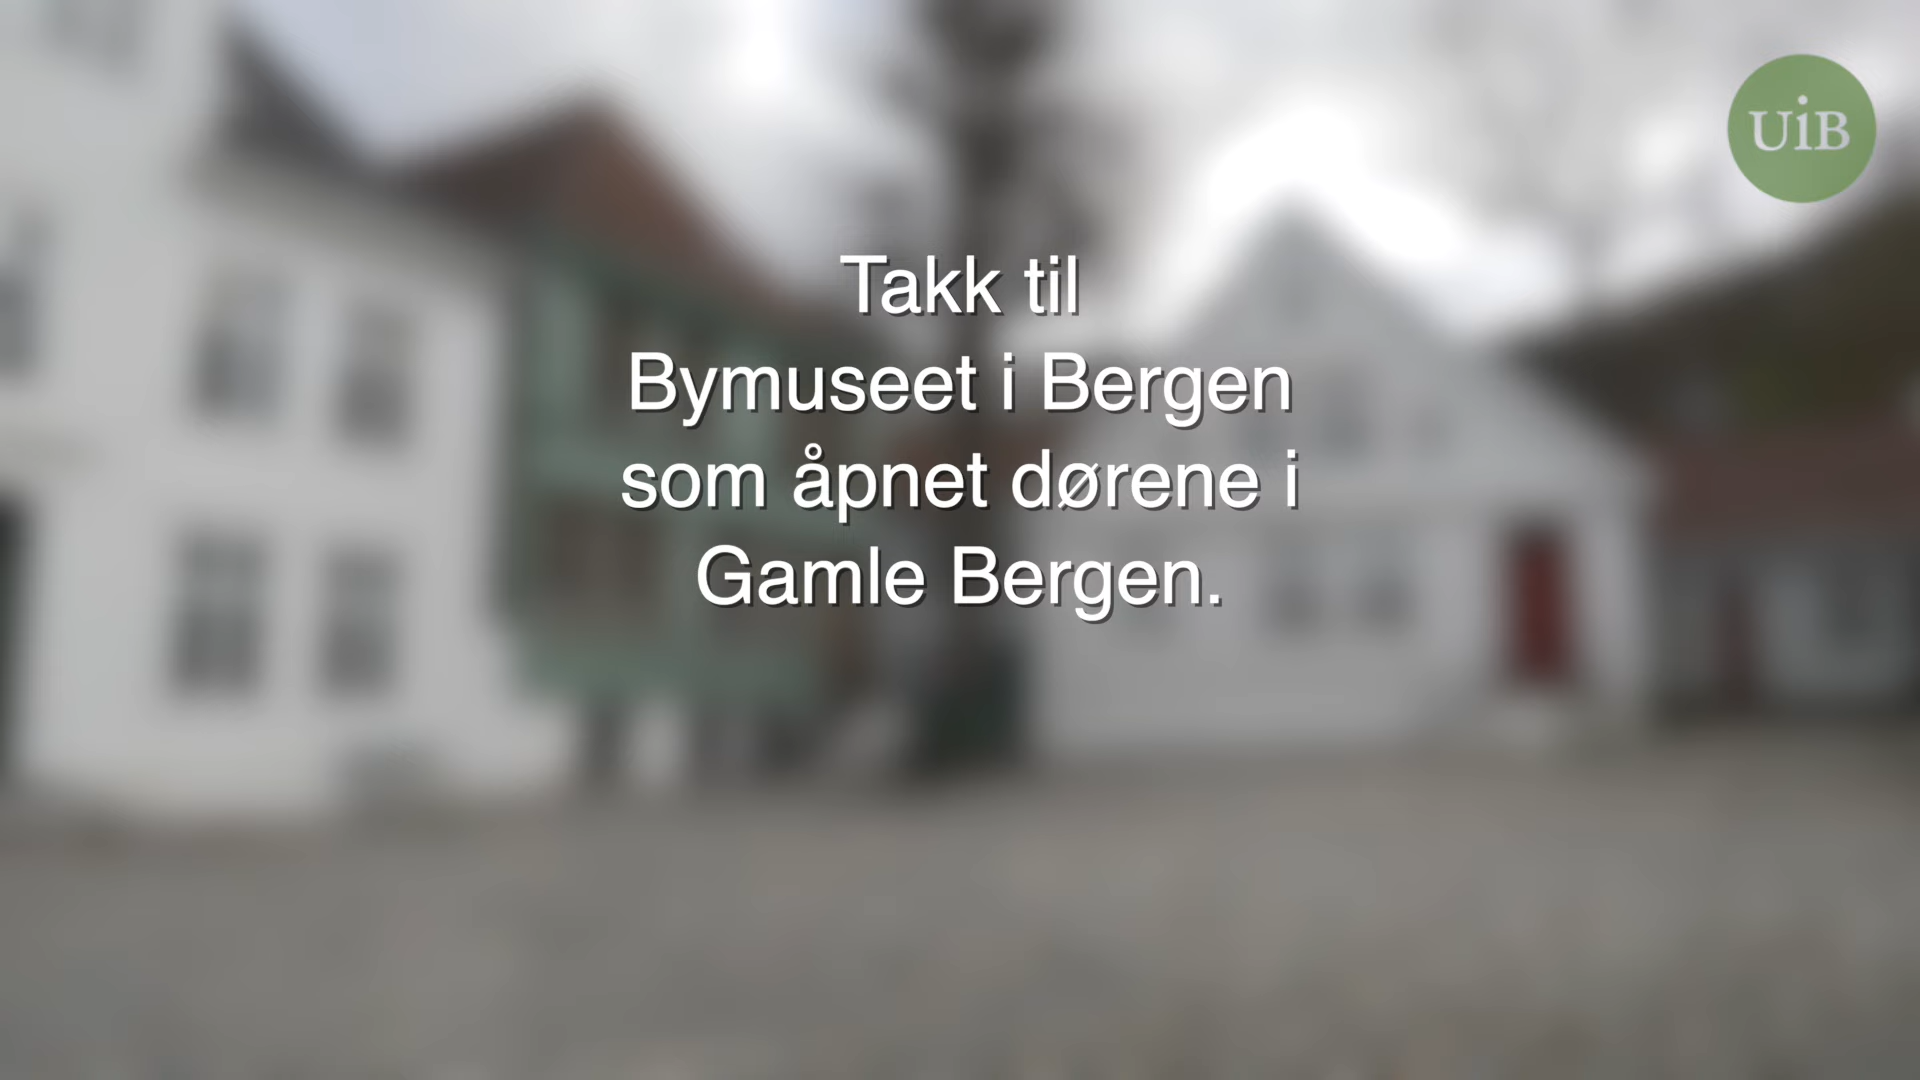 UiB
Takk til
Bymuseet i Bergen
som åpnet dørene i
Gamle Bergen.